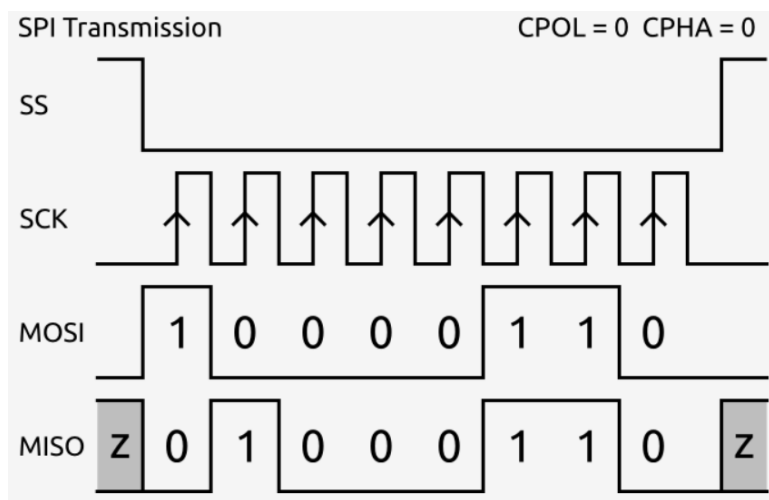 SPI Transmission CPOL = 0 CPHA = 0
SS
SCK
MOSI 1 0 0 0 0 1 1 0
MISO Z 0 1 0 0 0 1 1 0 Z